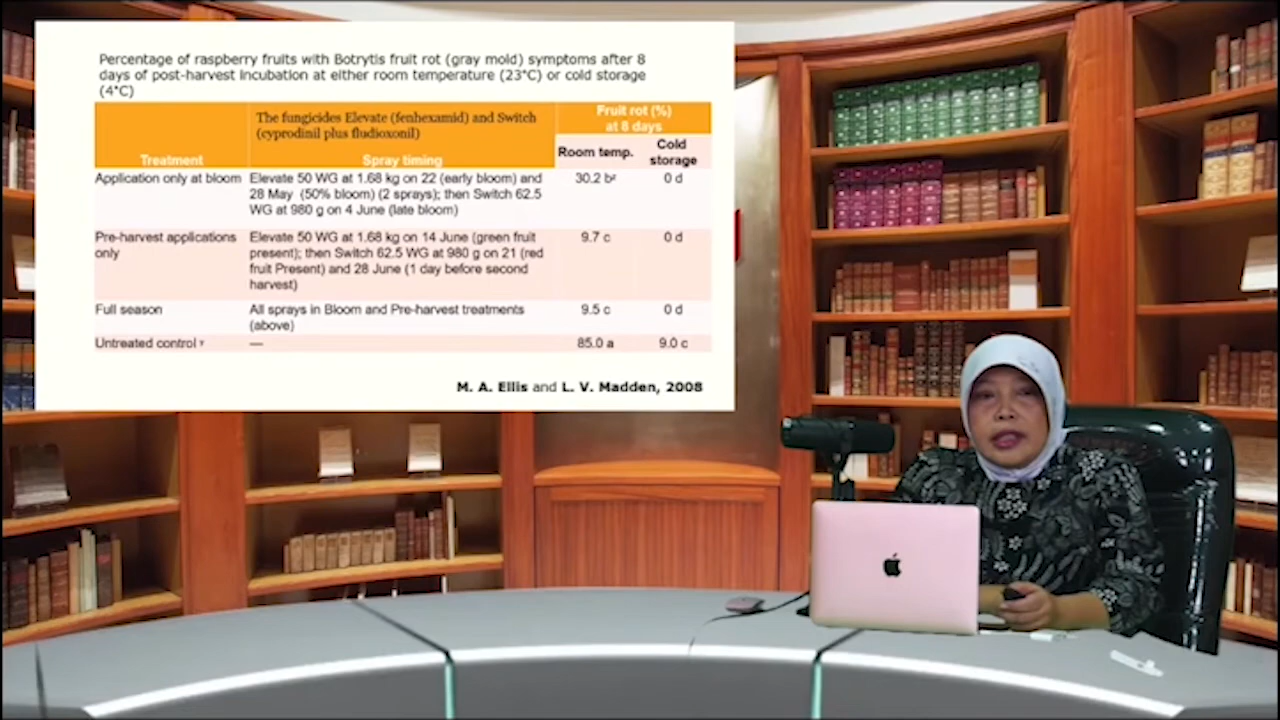 Percentage of raspberry fruits with Botrytis fruit rot (gray mold) symptoms after 8
days of post-harvest incubation at either room temperature (23°C) or cold storage
(4°C)
Treatment
The fungicides Elevate (fenhexamid) and Switch
(cyprodinil plus fludioxonil)
Spray timing
Fruit rot (%)
at 8 days
Room temp.
Cold
storage
Application only at bloom
Elevate 50 WG at 1.68 kg on 22 (early bloom) and
28 May (50% bloom) (2 sprays); then Switch 62.5
WG at 980 g on 4 June (late bloom)
30.2 bᶻ
0 d
Pre-harvest applications
only
Elevate 50 WG at 1.68 kg on 14 June (green fruit
present); then Switch 62.5 WG at 980 g on 21 (red
fruit Present) and 28 June (1 day before second
harvest)
9.7 c
0 d
Full season
All sprays in Bloom and Pre-harvest treatments
(above)
9.5 c
0 d
Untreated control ʸ
—
85.0 a
9.0 c
M. A. Ellis and L. V. Madden, 2008